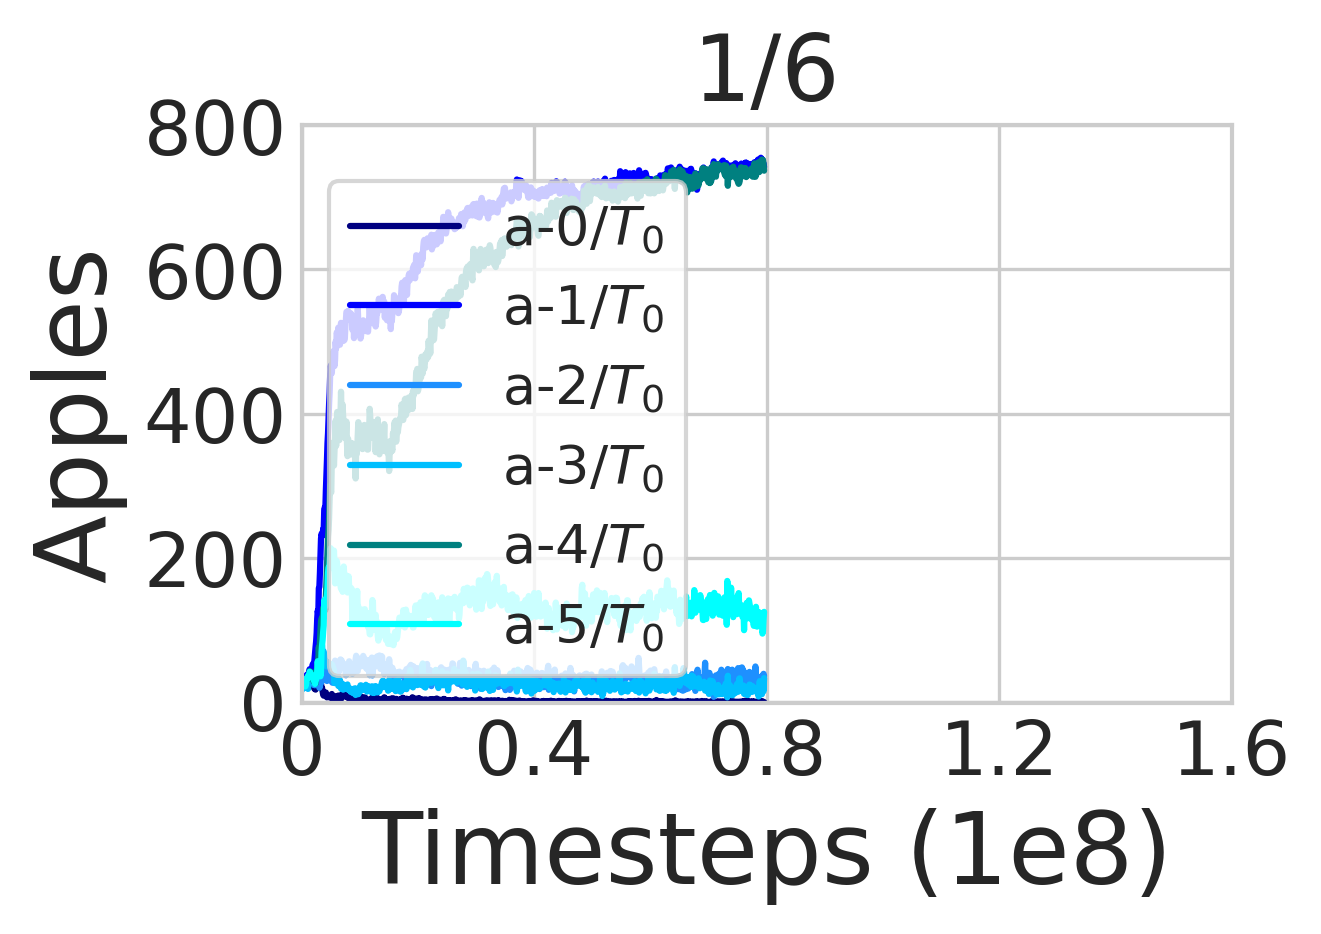 1/6
800
600
400
200
0
Apples
a-0/T₀
a-1/T₀
a-2/T₀
a-3/T₀
a-4/T₀
a-5/T₀
0 0.4 0.8 1.2 1.6
Timesteps (1e8)